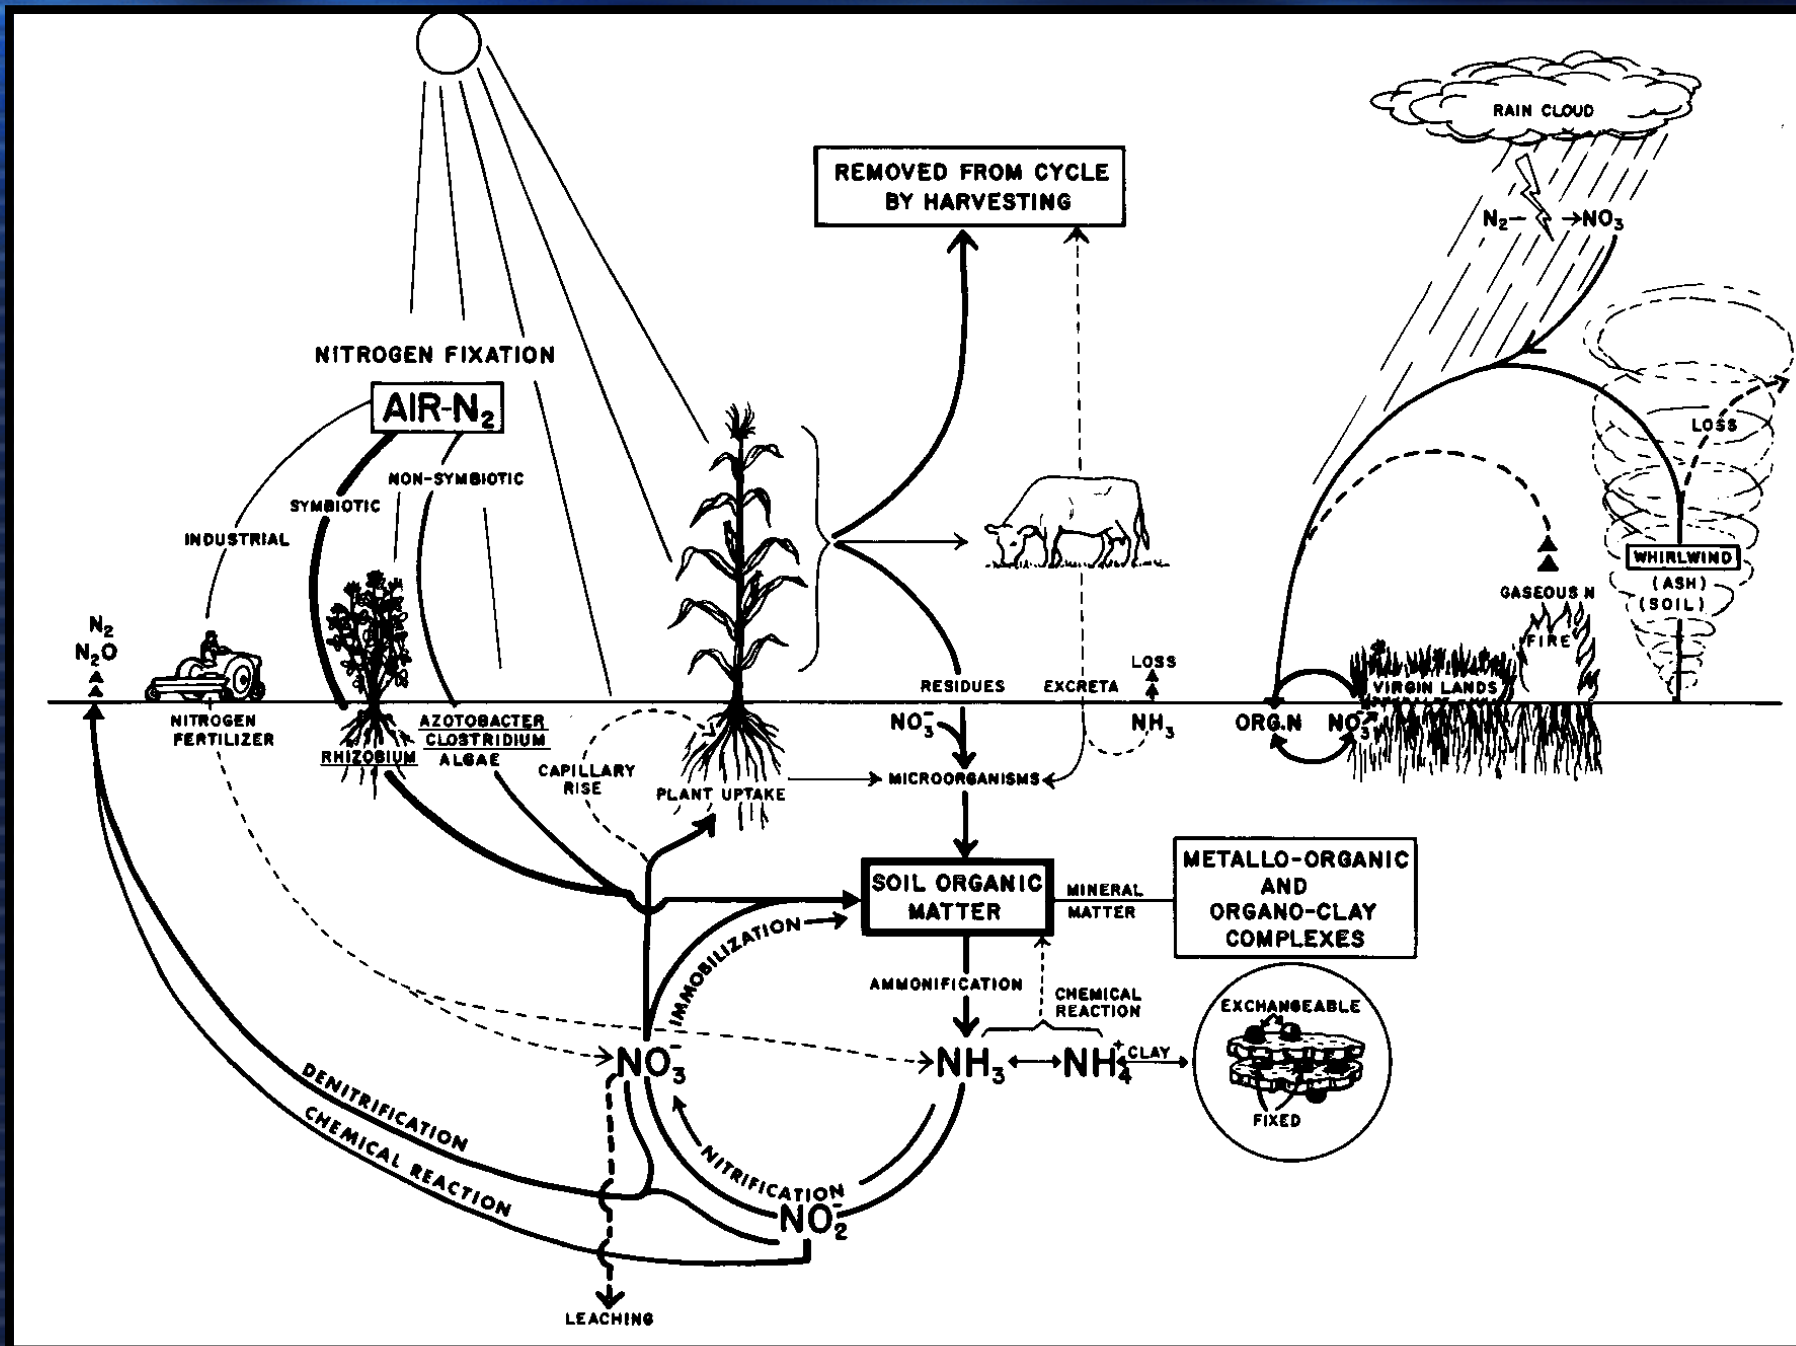 RAIN CLOUD
REMOVED FROM CYCLE
BY HARVESTING
N₂ → NO₃
NITROGEN FIXATION
AIR-N₂
NON-SYMBIOTIC
SYMBIOTIC
INDUSTRIAL
LOSS
WHIRLWIND
(ASH)
(SOIL)
GASEOUS N
FIRE
N₂
N₂O
LOSS
RESIDUES
EXCRETA
VIRGIN LANDS
NITROGEN
FERTILIZER
RHIZOBIUM
AZOTOBACTER
CLOSTRIDIUM
ALGAE
CAPILLARY
RISE
PLANT UPTAKE
NO₃⁻
NH₃
ORG.N
NO₃⁻
MICROORGANISMS
SOIL ORGANIC
MATTER
MINERAL
MATTER
METALLO-ORGANIC
AND
ORGANO-CLAY
COMPLEXES
IMMOBILIZATION
AMMONIFICATION
CHEMICAL
REACTION
EXCHANGEABLE
FIXED
NO₃⁻
NH₃
NH₄⁺
CLAY
DENITRIFICATION
CHEMICAL REACTION
NITRIFICATION
NO₂⁻
LEACHING